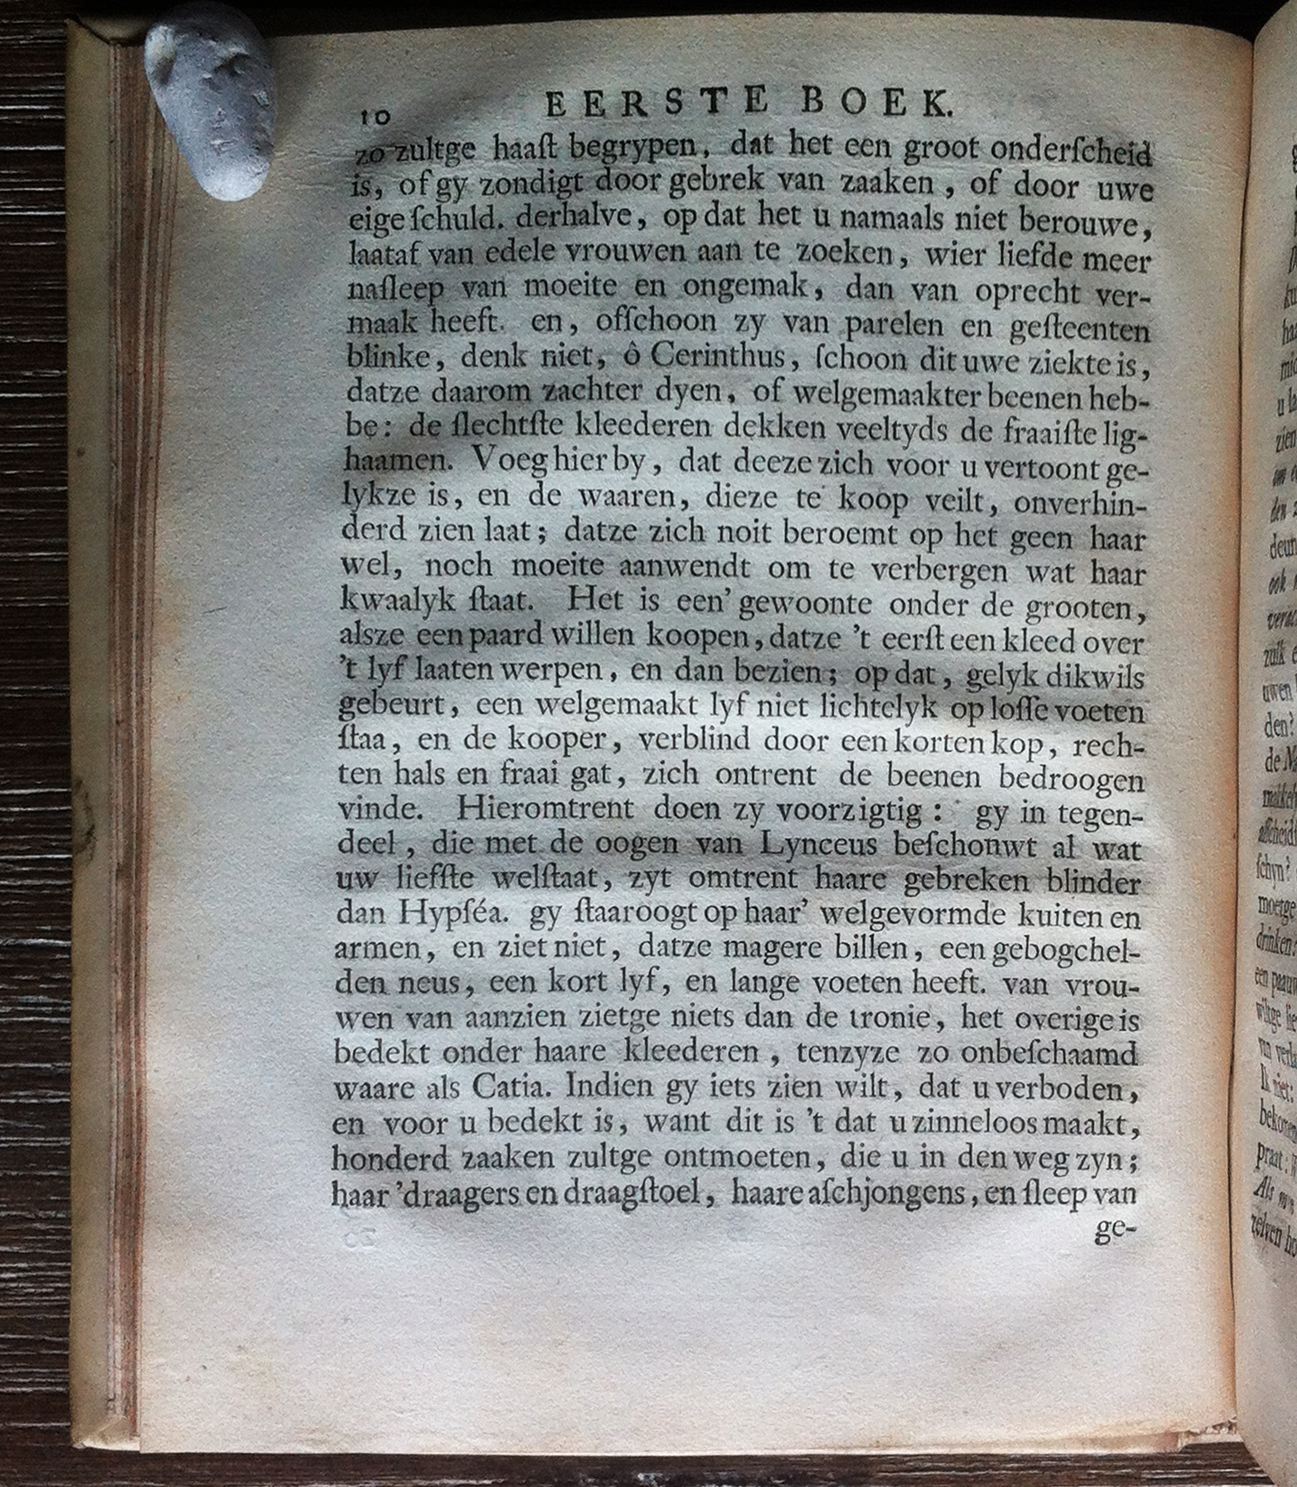 10
EERSTE BOEK.
zo zultge haaſt begrypen, dat het een groot onderſcheid
is, of gy zondigt door gebrek van zaaken, of door uwe
eige ſchuld. derhalve, op dat het u namaals niet berouwe,
laataf van edele vrouwen aan te zoeken, wier liefde meer
naſleep van moeite en ongemak, dan van oprecht ver-
maak heeft. en, offchoon zy van parelen en geſteenten
blinke, denk niet, ô Cerinthus, ſchoon dit uwe ziekte is,
datze daarom zachter dyen, of welgemaakter beenen heb-
be: de ſlechtſte kleederen dekken veeltyds de fraaiſte lig-
haamen. Voeg hier by, dat deeze zich voor u vertoont ge-
lykze is, en de waaren, dieze te koop veilt, onverhin-
derd zien laat; datze zich noit beroemt op het geen haar
wel, noch moeite aanwendt om te verbergen wat haar
kwaalyk ſtaat. Het is een' gewoonte onder de grooten,
alsze een paard willen koopen, datze 't eerſt een kleed over
't lyf laaten werpen, en dan bezien; op dat, gelyk dikwils
gebeurt, een welgemaakt lyf niet lichtelyk op loſſe voeten
ſtaa, en de kooper, verblind door een korten kop, rech-
ten hals en fraai gat, zich ontrent de beenen bedroogen
vinde. Hieromtrent doen zy voorzigtig: gy in tegen-
deel, die met de oogen van Lynceus beſchonwt al wat
uw liefſte welſtaat, zyt omtrent haare gebreken blinder
dan Hypſéa. gy ſtaaroogt op haar' welgevormde kuiten en
armen, en ziet niet, datze magere billen, een gebogchel-
den neus, een kort lyf, en lange voeten heeft. van vrou-
wen van aanzien zietge niets dan de tronie, het overige is
bedekt onder haare kleederen, tenzyze zo onbeſchaamd
waare als Catia. Indien gy iets zien wilt, dat u verboden,
en voor u bedekt is, want dit is 't dat u zinneloos maakt,
honderd zaaken zultge ontmoeten, die u in den weg zyn;
haar 'draagers en draagſtoel, haare aſchjongens, en ſleep van
ge-